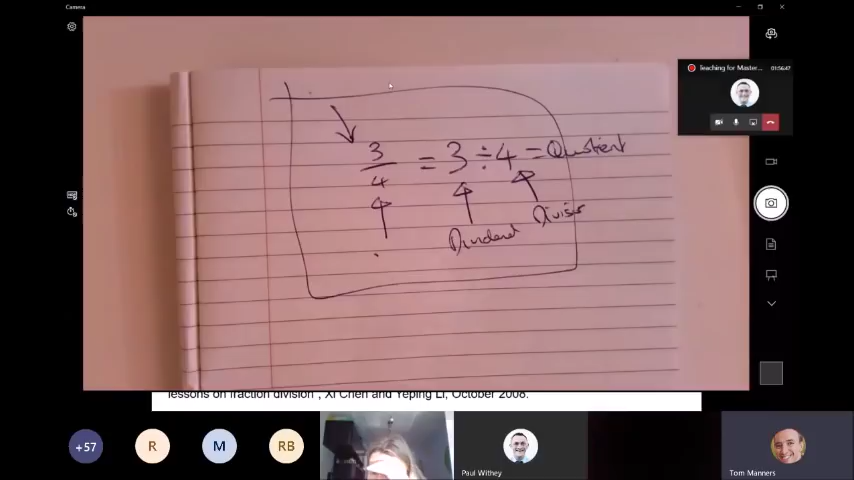 Camera
Teaching for Master...
01:56:47
3/4 = 3 ÷ 4 = Quotient
Dividend
Divisor
lessons on fraction division", Xi Chen and Yeping Li, October 2008.
+57
R
M
RB
Paul Withey
Tom Manners